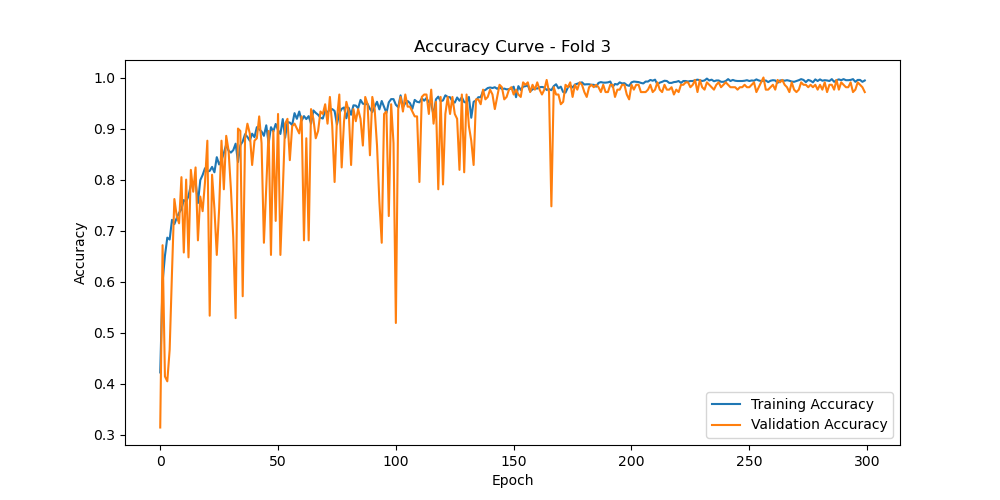 Accuracy Curve - Fold 3
Accuracy
1.0
0.9
0.8
0.7
0.6
0.5
0.4
0.3
0 50 100 150 200 250 300
Epoch
Training Accuracy
Validation Accuracy